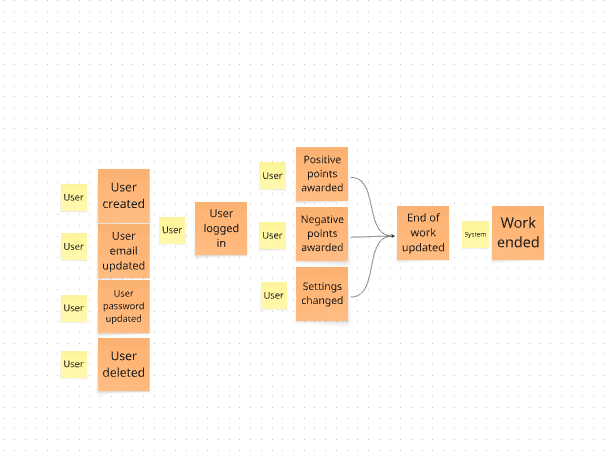 User
User
created
User
User
email
updated
User
User
password
updated
User
User
deleted
User
User
logged
in
User
Positive
points
awarded
User
Negative
points
awarded
User
Settings
changed
End of
work
updated
System
Work
ended